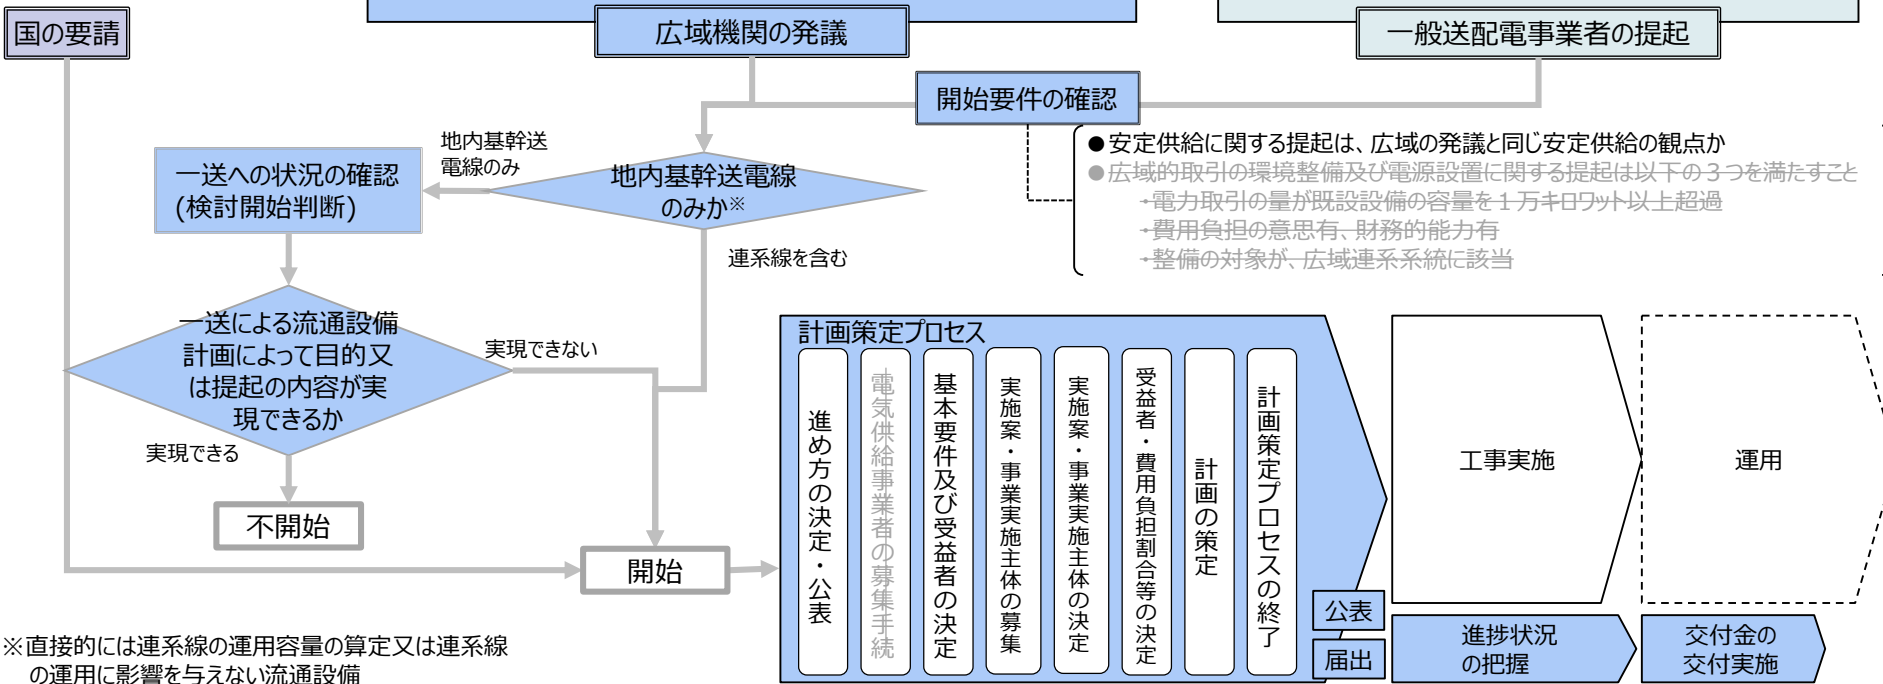 国の要請
広域機関の発議
一般送配電事業者の提起
開始要件の確認
●安定供給に関する提起は、広域の発議と同じ安定供給の観点か
●広域的取引の環境整備及び電源設置に関する提起は以下の３つを満たすこと
・電力取引の量が既設設備の容量を１万キロワット以上超過
・費用負担の意思有、財務的能力有
・整備の対象が、広域連系系統に該当
地内基幹送
電線のみ
一送への状況の確認
(検討開始判断)
地内基幹送電線
のみか※
連系線を含む
一送による流通設備
計画によって目的又
は提起の内容が実
現できるか
実現できない
実現できる
不開始
開始
計画策定プロセス
進め方の決定・公表
電気供給事業者の募集手続
基本要件及び受益者の決定
実施案・事業実施主体の募集
実施案・事業実施主体の決定
受益者・費用負担割合等の決定
計画の策定
計画策定プロセスの終了
公表
届出
工事実施
運用
進捗状況
の把握
交付金の
交付実施
※直接的には連系線の運用容量の算定又は連系線
の運用に影響を与えない流通設備